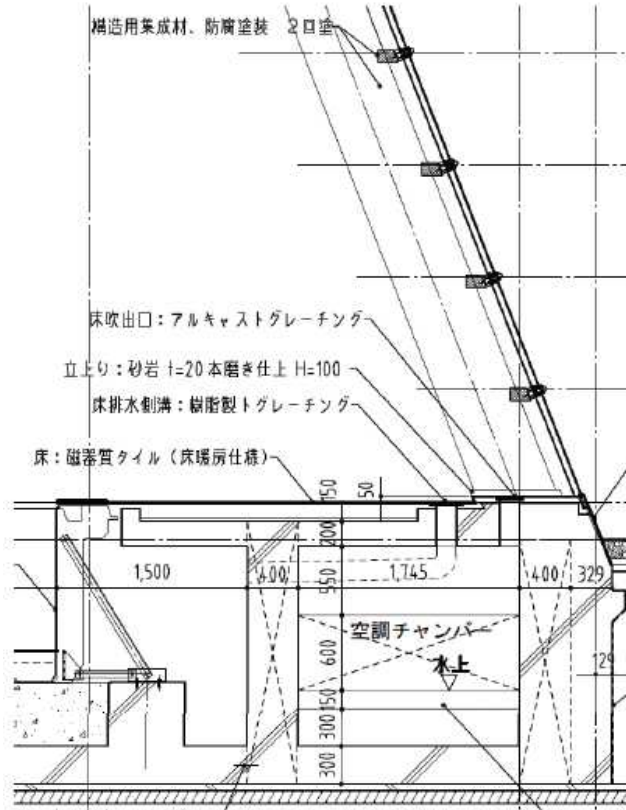 構造用集成材、防腐塗装 2回塗
床吹出口：アルキャストグレーチング
立上り：砂岩 t=20 本磨き仕上 H=100
床排水側溝：樹脂製トグレーチング
床：磁器質タイル（床暖房仕様）
150
50
200
1,500
400
550
1,745
400
329
600
空調チャンバー
水上
129
150
300
300